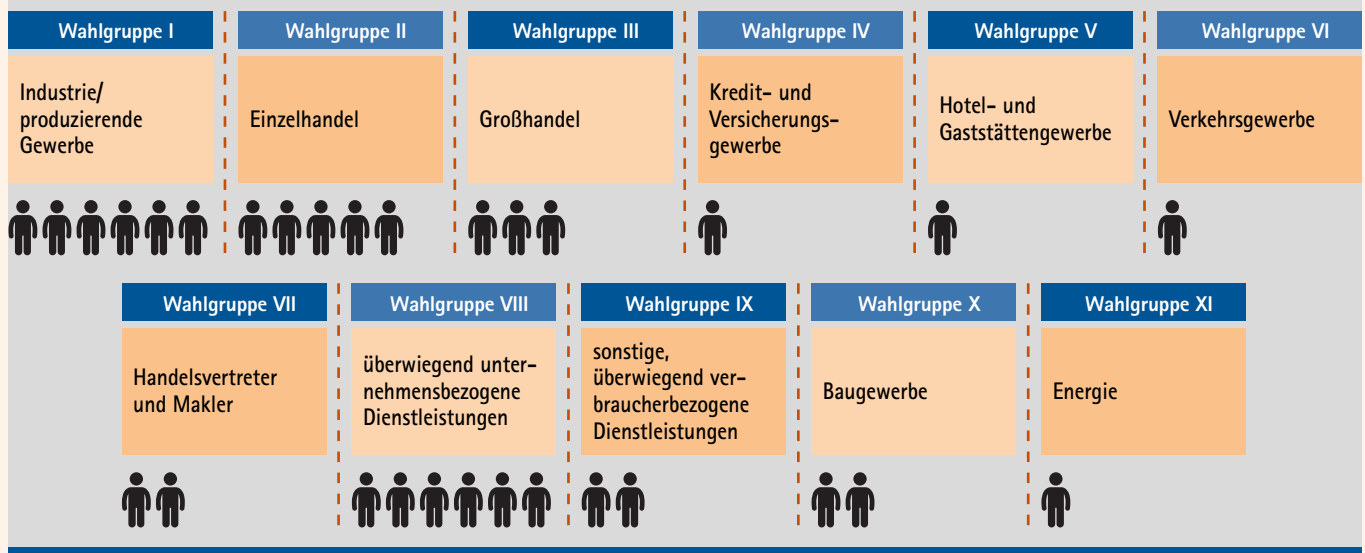 Wahlgruppe I
Industrie/
produzierende
Gewerbe
Wahlgruppe II
Einzelhandel
Wahlgruppe III
Großhandel
Wahlgruppe IV
Kredit- und
Versicherungs-
gewerbe
Wahlgruppe V
Hotel- und
Gaststättengewerbe
Wahlgruppe VI
Verkehrsgewerbe
Wahlgruppe VII
Handelsvertreter
und Makler
Wahlgruppe VIII
überwiegend unter-
nehmensbezogene
Dienstleistungen
Wahlgruppe IX
sonstige,
überwiegend ver-
braucherbezogene
Dienstleistungen
Wahlgruppe X
Baugewerbe
Wahlgruppe XI
Energie